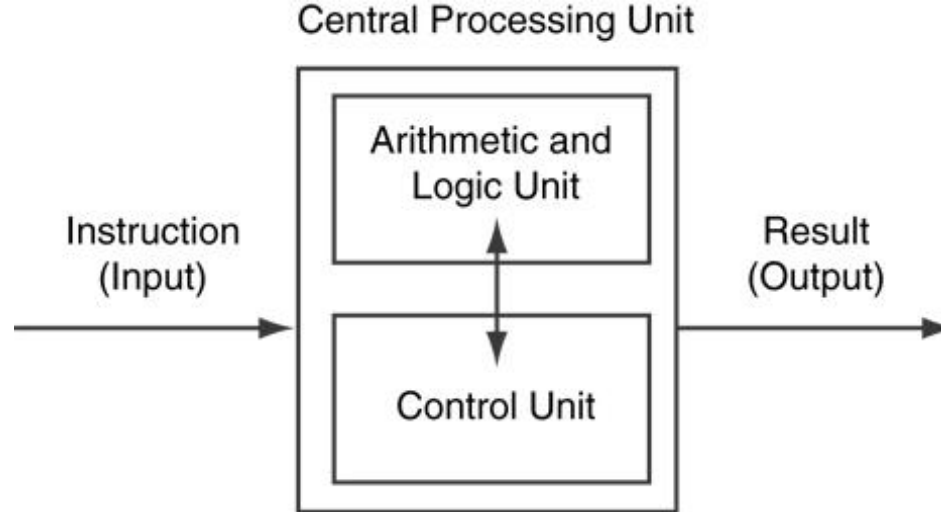 Central Processing Unit
Arithmetic and
Logic Unit
Instruction
(Input)
Result
(Output)
Control Unit